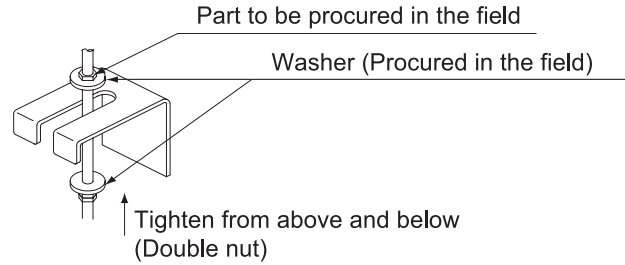 Part to be procured in the field
Washer (Procured in the field)
Tighten from above and below
(Double nut)